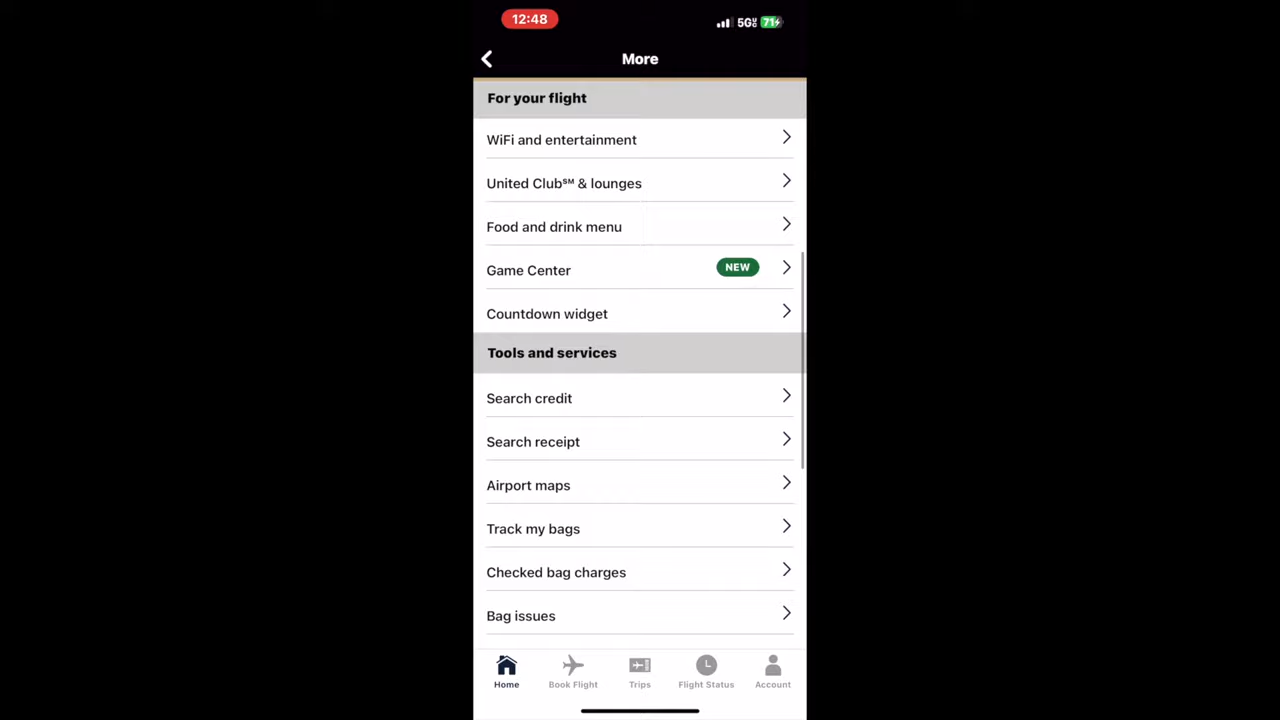 12:48
5G 71
More
For your flight
WiFi and entertainment
United Club℠ & lounges
Food and drink menu
Game Center NEW
Countdown widget
Tools and services
Search credit
Search receipt
Airport maps
Track my bags
Checked bag charges
Bag issues
Home Book Flight Trips Flight Status Account